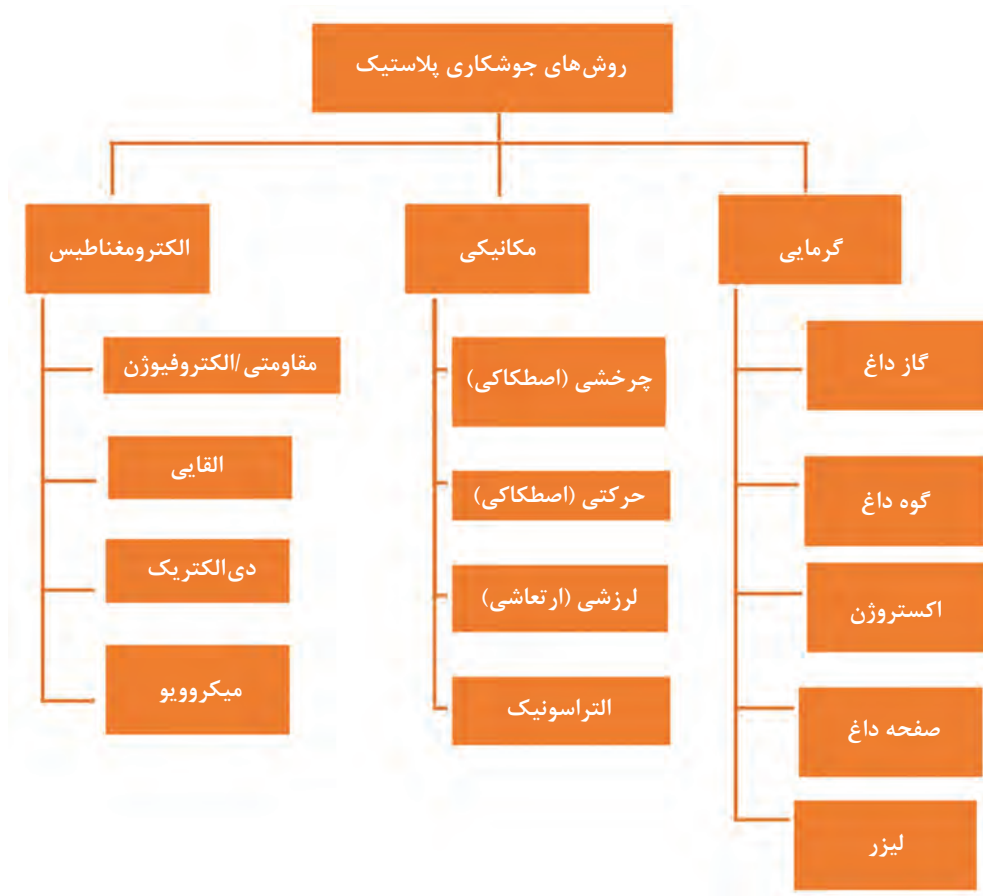 روش‌های جوشکاری پلاستیک
گرمایی
گاز داغ
گوه داغ
اکستروژن
صفحه داغ
لیزر
مکانیکی
چرخشی (اصطکاکی)
حرکتی (اصطکاکی)
لرزشی (ارتعاشی)
التراسونیک
الکترومغناطیس
مقاومتی/الکتروفیوژن
القایی
دی‌الکتریک
میکروویو